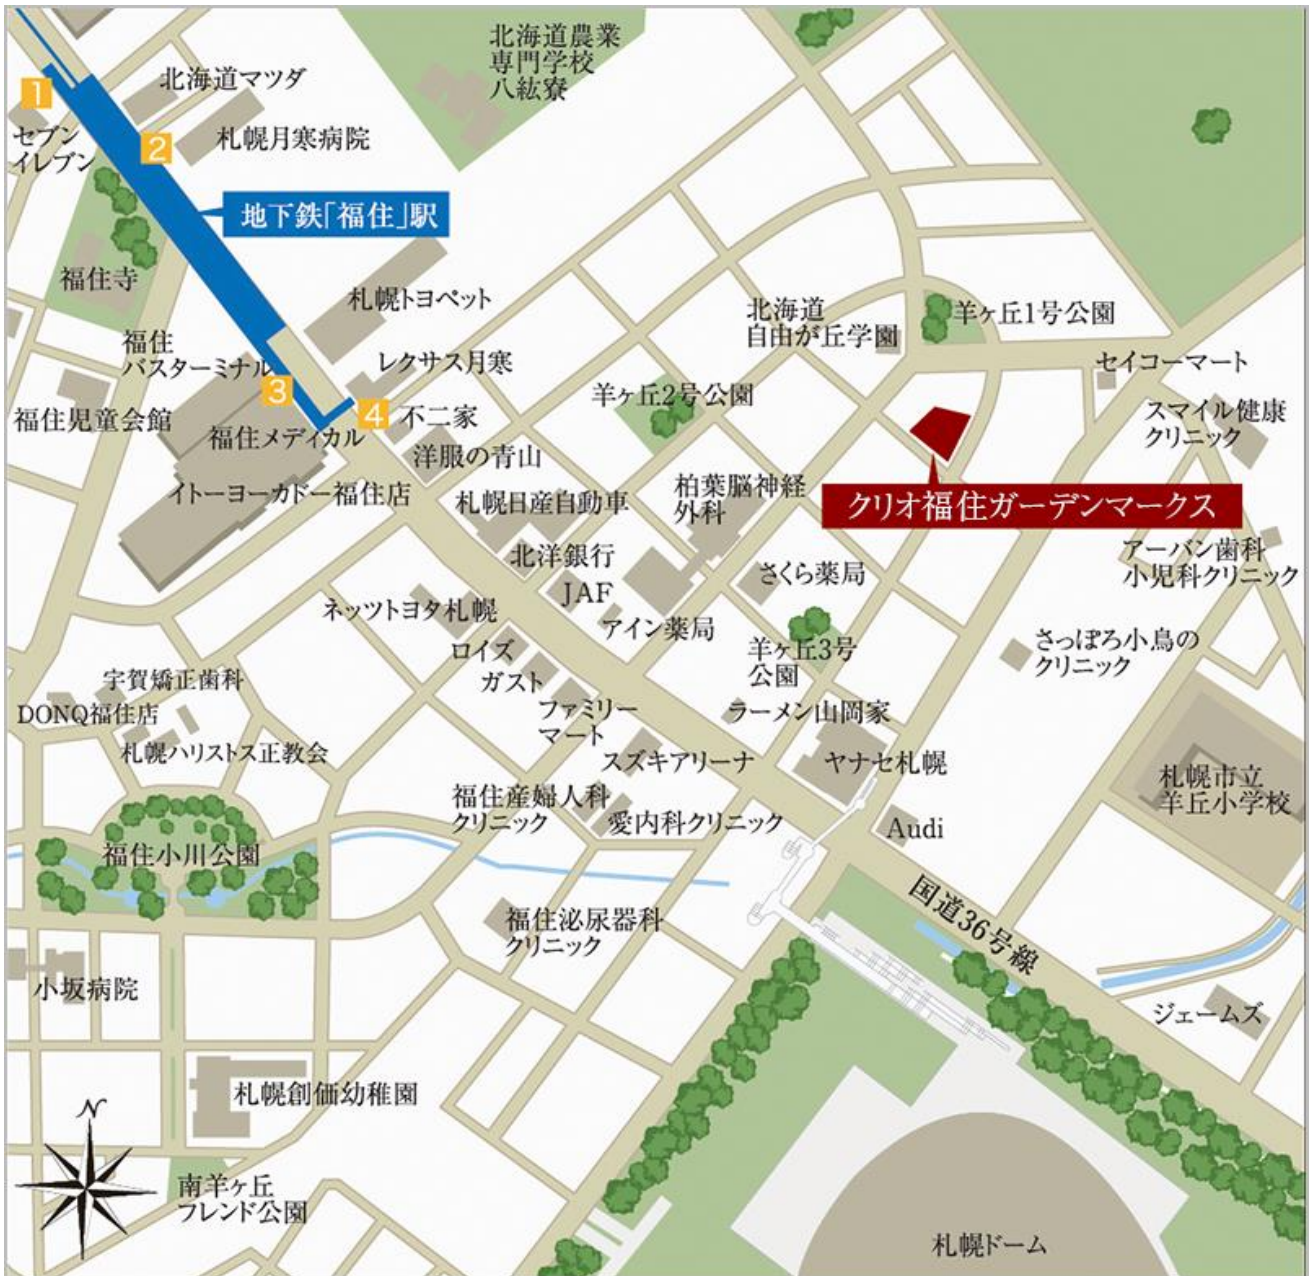 北海道農業
専門学校
八紘寮
1
北海道マツダ
セブン
イレブン
2
札幌月寒病院
地下鉄「福住」駅
福住寺
札幌トヨペット
北海道
自由が丘学園
羊ヶ丘1号公園
福住
バスターミナル
レクサス月寒
セイコーマート
3
4
不二家
羊ヶ丘2号公園
福住児童会館
スマイル健康
クリニック
福住メディカル
洋服の青山
イトーヨーカドー福住店
札幌日産自動車
柏葉脳神経
外科
クリオ福住ガーデンマークス
北洋銀行
アーバン歯科
小児科クリニック
さくら薬局
JAF
ネッツトヨタ札幌
アイン薬局
ロイズ
羊ヶ丘3号
公園
さっぽろ小鳥の
クリニック
ガスト
宇賀矯正歯科
DONQ福住店
ファミリー
マート
ラーメン山岡家
札幌ハリストス正教会
スズキアリーナ
ヤナセ札幌
札幌市立
羊丘小学校
福住産婦人科
クリニック
愛内科クリニック
Audi
福住小川公園
国道36号線
福住泌尿器科
クリニック
小坂病院
ジェームズ
札幌創価幼稚園
N
南羊ヶ丘
フレンド公園
札幌ドーム